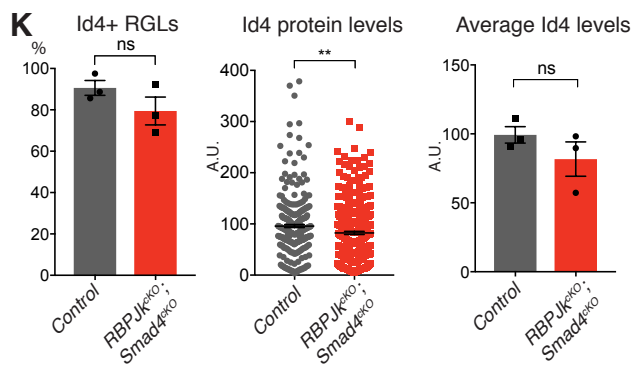 K
Id4+ RGLs
Id4 protein levels
Average Id4 levels
%
ns
100
80
60
40
20
0
Control
RBPJkcKO;
Smad4cKO
**
A.U.
400
300
200
100
0
Control
RBPJkcKO;
Smad4cKO
ns
A.U.
150
100
50
0
Control
RBPJkcKO;
Smad4cKO